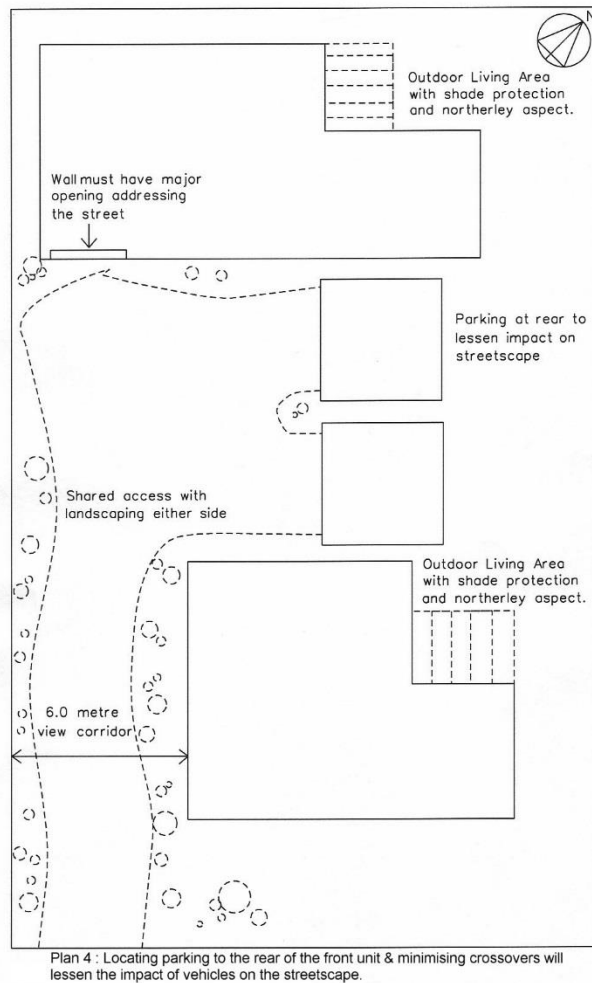 N
Outdoor Living Area
with shade protection
and northerley aspect.
Wall must have major
opening addressing
the street
Parking at rear to
lessen impact on
streetscape
Shared access with
landscaping either side
Outdoor Living Area
with shade protection
and northerley aspect.
6.0 metre
view corridor
Plan 4 : Locating parking to the rear of the front unit & minimising crossovers will
lessen the impact of vehicles on the streetscape.